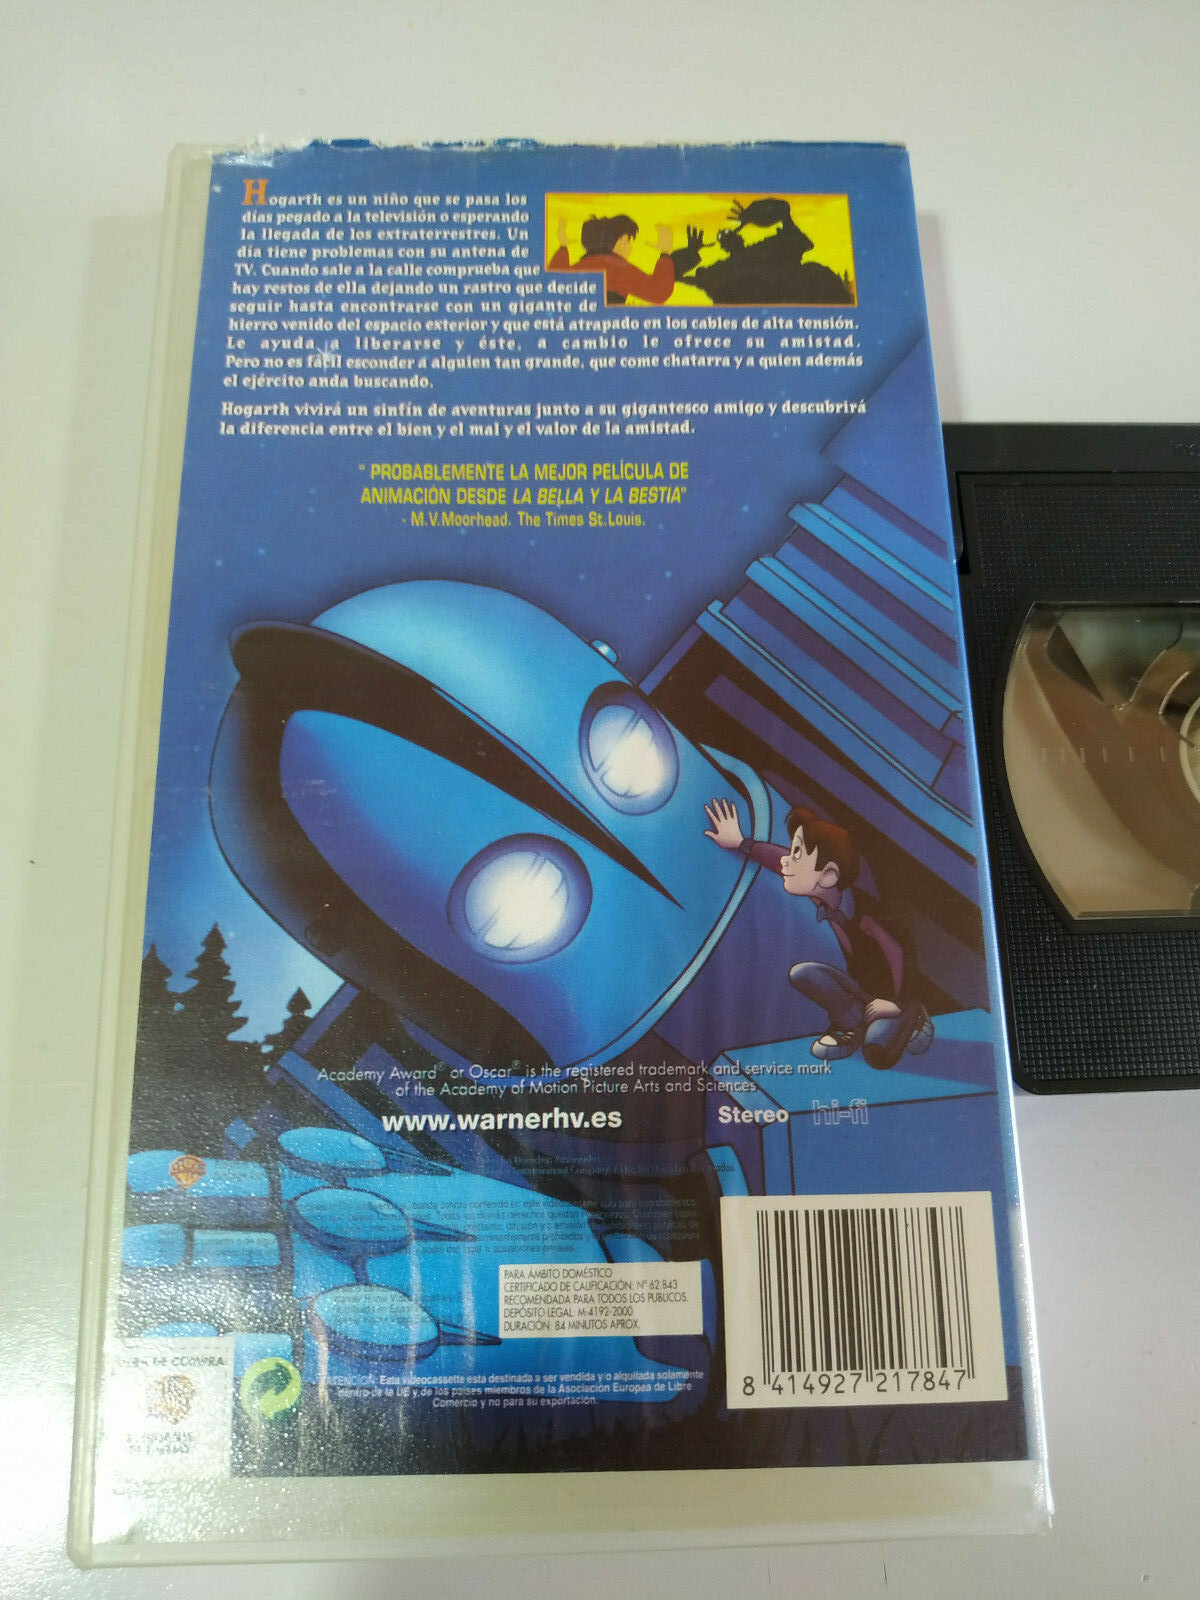 Hogarth es un niño que se pasa los
días pegado a la televisión o esperando
la llegada de los extraterrestres. Un
día tiene problemas con su antena de
TV. Cuando sale a la calle comprueba que
hay restos de ella dejando un rastro que decide
seguir hasta encontrarse con un gigante de
hierro venido del espacio exterior y que está atrapado en los cables de alta tensión.
Le ayuda a liberarse y éste, a cambio le ofrece su amistad.
Pero no es fácil esconder a alguien tan grande, que come chatarra y a quien además
el ejército anda buscando.
Hogarth vivirá un sinfín de aventuras junto a su gigantesco amigo y descubrirá
la diferencia entre el bien y el mal y el valor de la amistad.
" PROBABLEMENTE LA MEJOR PELÍCULA DE
ANIMACIÓN DESDE LA BELLA Y LA BESTIA"
- M.V.Moorhead. The Times St.Louis.
Academy Award® or Oscar® is the registered trademark and service mark
of the Academy of Motion Picture Arts and Sciences.
www.warnerhv.es
Stereo hi-fi
PARA ÁMBITO DOMÉSTICO
CERTIFICADO DE CALIFICACIÓN: Nº 62.843
RECOMENDADA PARA TODOS LOS PUBLICOS.
DEPÓSITO LEGAL: M-4192-2000
DURACIÓN: 84 MINUTOS APROX.
ATENCION: Esta videocassette esta destinada a ser vendida y/o alquilada solamente
dentro de la UE y de los países miembros de la Asociación Europea de Libre
Comercio y no para su exportación.
8 414927 217847